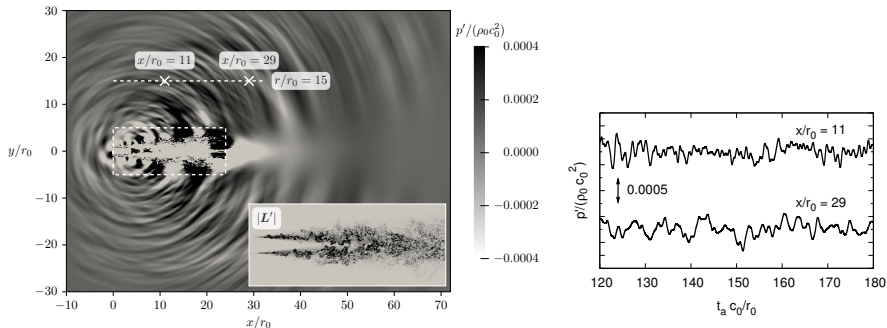 30
20
10
0
−10
−20
−30
y/r₀
−10 0 10 20 30 40 50 60 70
x/r₀
x/r₀ = 11
x/r₀ = 29
r/r₀ = 15
|L′|
p′/(ρ₀c₀²)
0.0004
0.0002
0.0000
−0.0002
−0.0004
p'/(ρ₀ c₀²)
x/r₀ = 11
0.0005
x/r₀ = 29
120 130 140 150 160 170 180
tₐ c₀/r₀